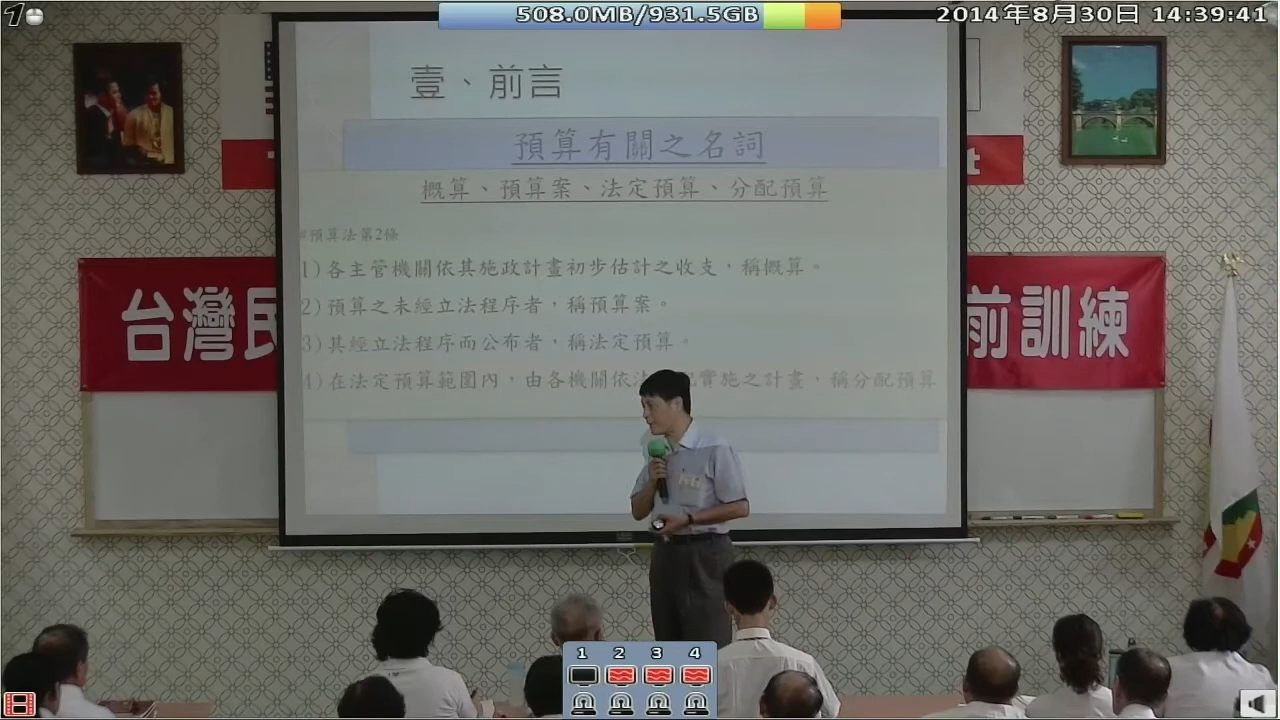 508.0MB/931.5GB
2014年8月30日 14:39:41
壹、前言
預算有關之名詞
概算、預算案、法定預算、分配預算
預算法第2條
1)各主管機關依其施政計畫初步估計之收支，稱概算。
2)預算之未經立法程序者，稱預算案。
3)其經立法程序而公布者，稱法定預算。
4)在法定預算範圍內，由各機關依法 配實施之計畫，稱分配預算
台灣民
前訓練
t
1 2 3 4